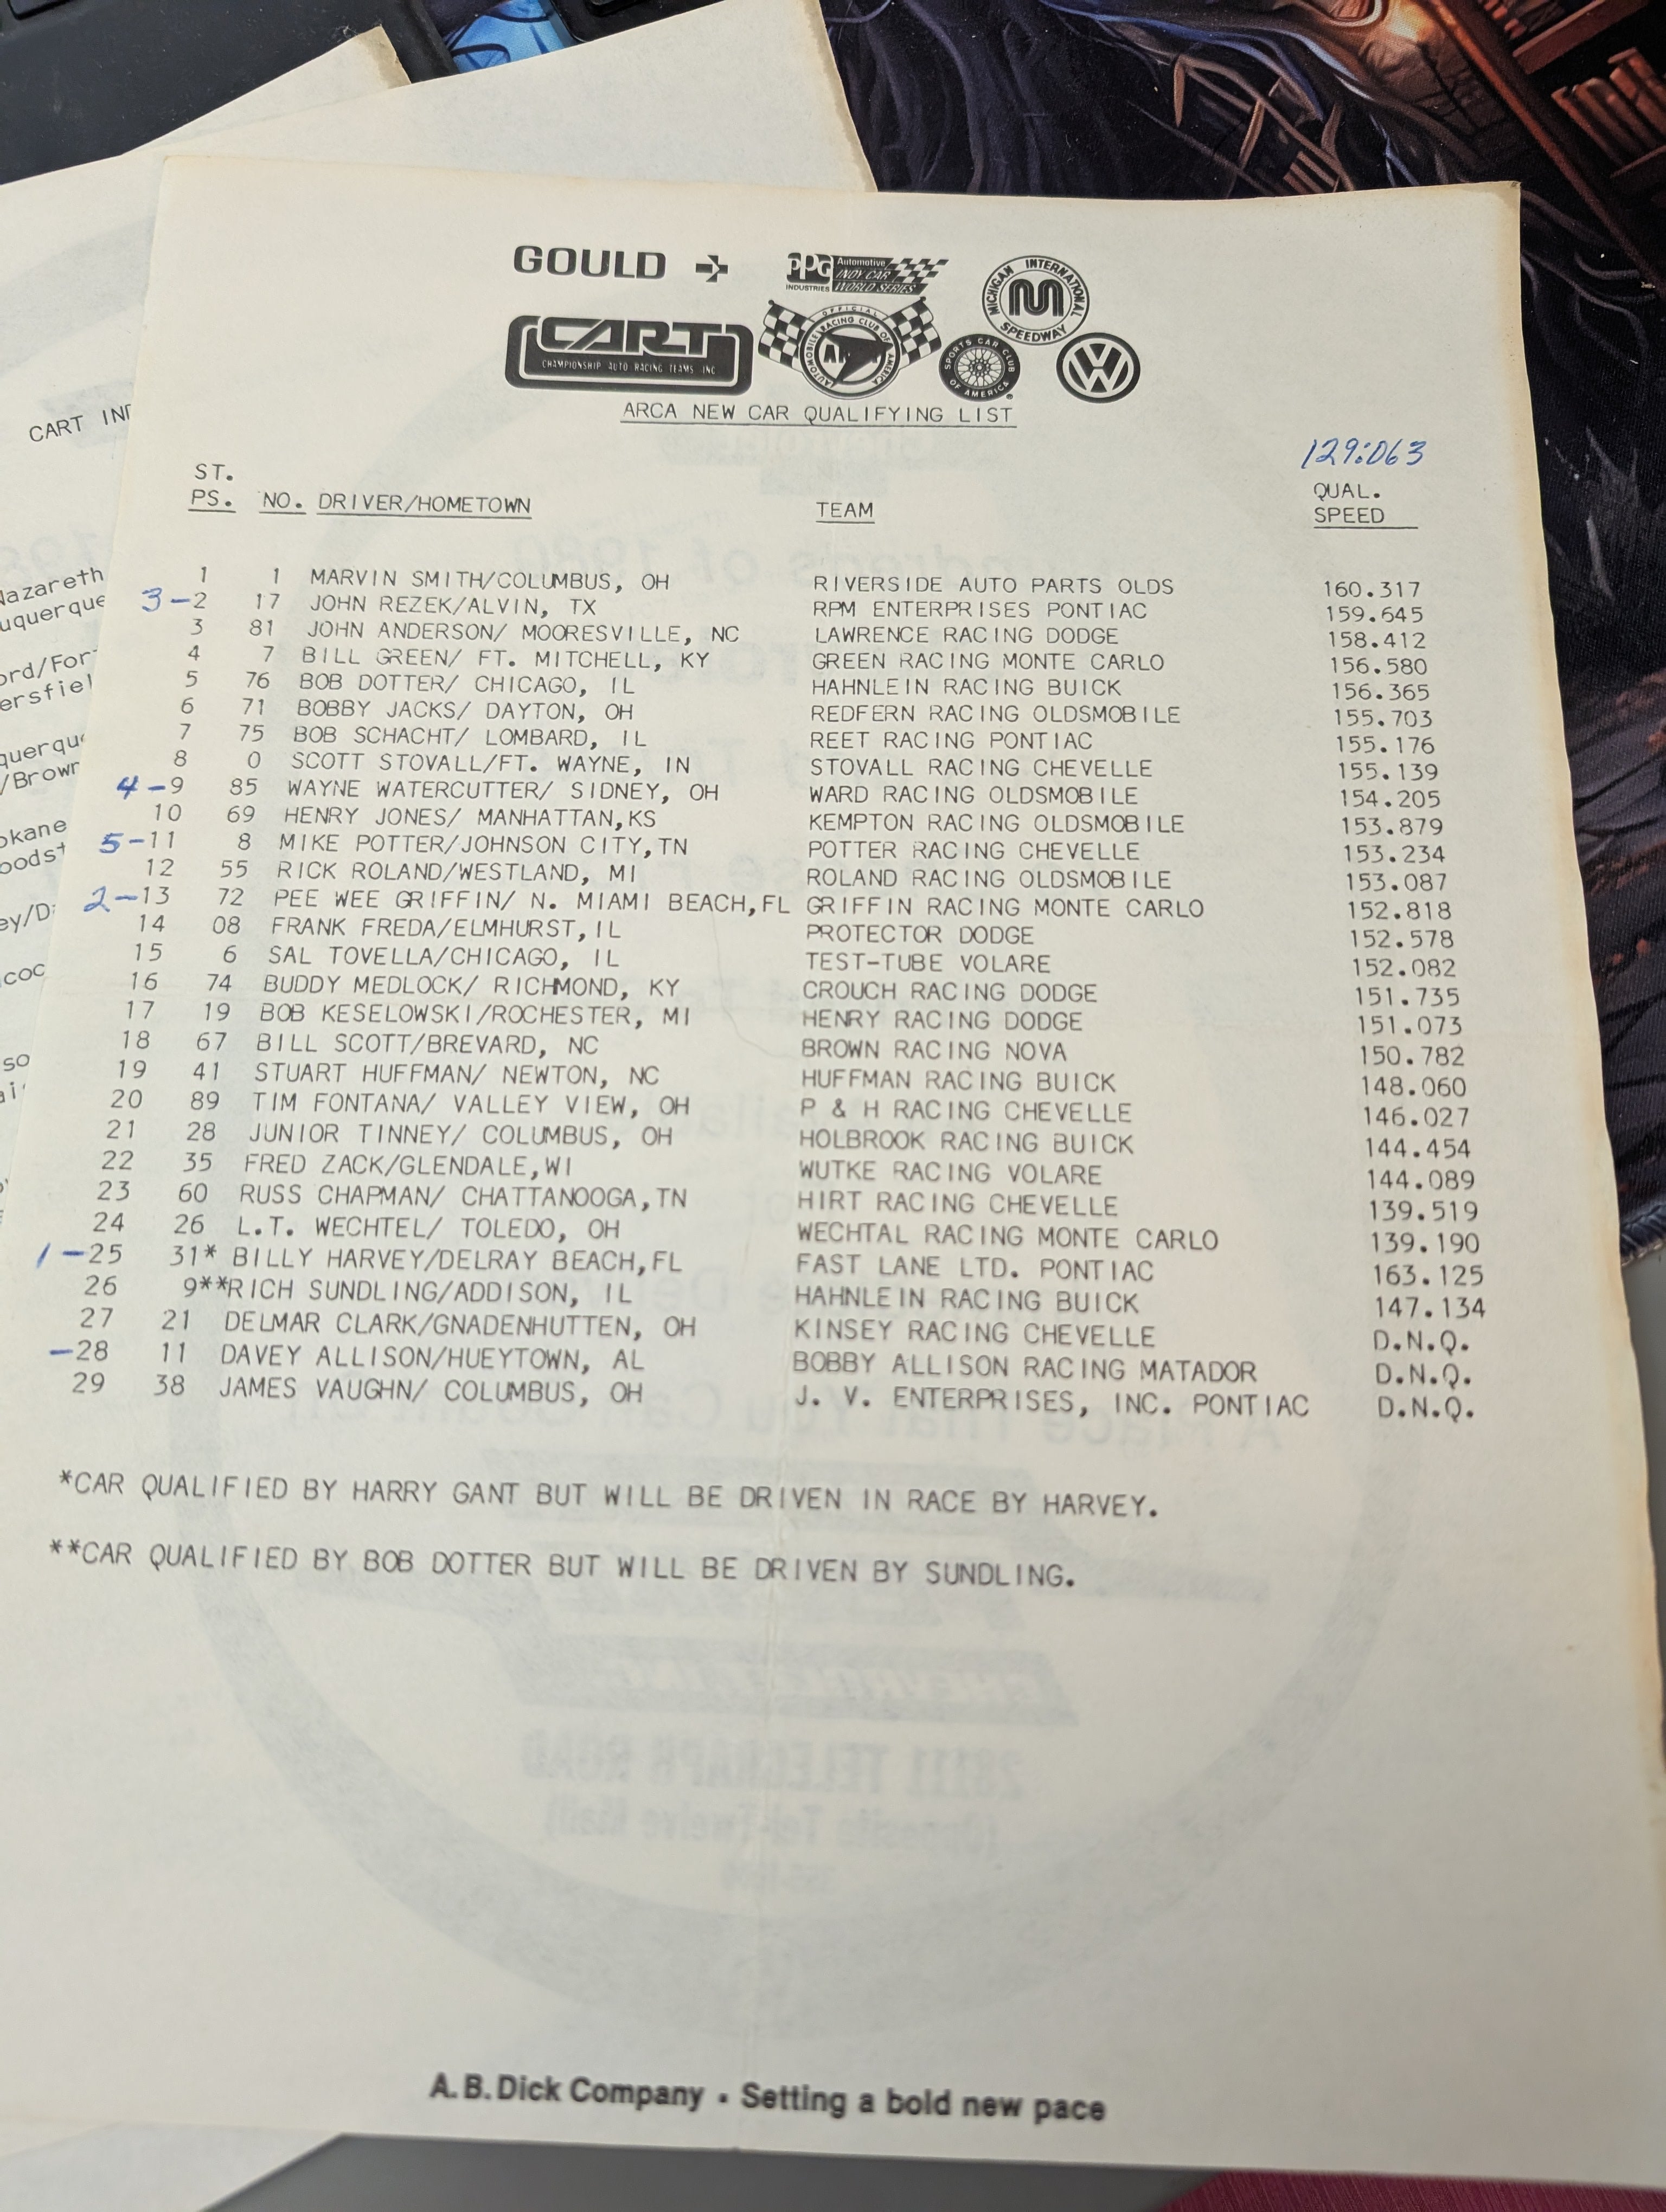 GOULD
PPG INDUSTRIES Automotive INDY CAR WORLD SERIES
MICHIGAN INTERNATIONAL SPEEDWAY
CART
CHAMPIONSHIP AUTO RACING TEAMS, INC
OFFICIAL AUTOMOBILE RACING CLUB OF AMERICA
SPORTS CAR CLUB OF AMERICA
VW
ARCA NEW CAR QUALIFYING LIST
CART
129:063
ST. PS. NO. DRIVER/HOMETOWN TEAM QUAL. SPEED
1 1 MARVIN SMITH/COLUMBUS, OH RIVERSIDE AUTO PARTS OLDS 160.317
3-2 17 JOHN REZEK/ALVIN, TX RPM ENTERPRISES PONTIAC 159.645
3 81 JOHN ANDERSON/ MOORESVILLE, NC LAWRENCE RACING DODGE 158.412
4 7 BILL GREEN/ FT. MITCHELL, KY GREEN RACING MONTE CARLO 156.580
5 76 BOB DOTTER/ CHICAGO, IL HAHNLEIN RACING BUICK 156.365
6 71 BOBBY JACKS/ DAYTON, OH REDFERN RACING OLDSMOBILE 155.703
7 75 BOB SCHACHT/ LOMBARD, IL REET RACING PONTIAC 155.176
8 0 SCOTT STOVALL/FT. WAYNE, IN STOVALL RACING CHEVELLE 155.139
4-9 85 WAYNE WATERCUTTER/ SIDNEY, OH WARD RACING OLDSMOBILE 154.205
10 69 HENRY JONES/ MANHATTAN,KS KEMPTON RACING OLDSMOBILE 153.879
5-11 8 MIKE POTTER/JOHNSON CITY,TN POTTER RACING CHEVELLE 153.234
12 55 RICK ROLAND/WESTLAND, MI ROLAND RACING OLDSMOBILE 153.087
2-13 72 PEE WEE GRIFFIN/ N. MIAMI BEACH,FL GRIFFIN RACING MONTE CARLO 152.818
14 08 FRANK FREDA/ELMHURST,IL PROTECTOR DODGE 152.578
15 6 SAL TOVELLA/CHICAGO, IL TEST-TUBE VOLARE 152.082
16 74 BUDDY MEDLOCK/ RICHMOND, KY CROUCH RACING DODGE 151.735
17 19 BOB KESELOWSKI/ROCHESTER, MI HENRY RACING DODGE 151.073
18 67 BILL SCOTT/BREVARD, NC BROWN RACING NOVA 150.782
19 41 STUART HUFFMAN/ NEWTON, NC HUFFMAN RACING BUICK 148.060
20 89 TIM FONTANA/ VALLEY VIEW, OH P & H RACING CHEVELLE 146.027
21 28 JUNIOR TINNEY/ COLUMBUS, OH HOLBROOK RACING BUICK 144.454
22 35 FRED ZACK/GLENDALE,WI WUTKE RACING VOLARE 144.089
23 60 RUSS CHAPMAN/ CHATTANOOGA,TN HIRT RACING CHEVELLE 139.519
24 26 L.T. WECHTEL/ TOLEDO, OH WECHTAL RACING MONTE CARLO 139.190
1-25 31* BILLY HARVEY/DELRAY BEACH,FL FAST LANE LTD. PONTIAC 163.125
26 9**RICH SUNDLING/ADDISON, IL HAHNLEIN RACING BUICK 147.134
27 21 DELMAR CLARK/GNADENHUTTEN, OH KINSEY RACING CHEVELLE D.N.Q.
-28 11 DAVEY ALLISON/HUEYTOWN, AL BOBBY ALLISON RACING MATADOR D.N.Q.
29 38 JAMES VAUGHN/ COLUMBUS, OH J. V. ENTERPRISES, INC. PONTIAC D.N.Q.
*CAR QUALIFIED BY HARRY GANT BUT WILL BE DRIVEN IN RACE BY HARVEY.
**CAR QUALIFIED BY BOB DOTTER BUT WILL BE DRIVEN BY SUNDLING.
A.B.Dick Company • Setting a bold new pace